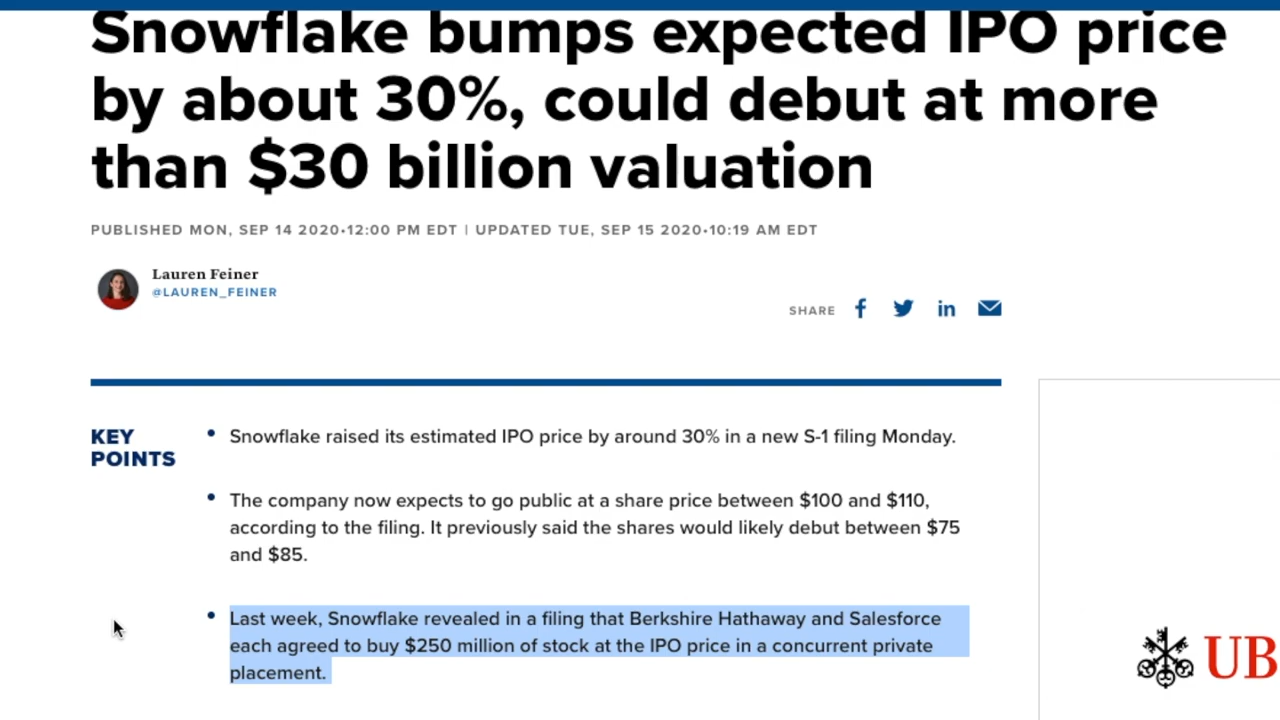 Snowflake bumps expected IPO price
by about 30%, could debut at more
than $30 billion valuation
PUBLISHED MON, SEP 14 2020•12:00 PM EDT | UPDATED TUE, SEP 15 2020•10:19 AM EDT
Lauren Feiner
@LAUREN_FEINER
SHARE
KEY
POINTS
• Snowflake raised its estimated IPO price by around 30% in a new S-1 filing Monday.
• The company now expects to go public at a share price between $100 and $110,
according to the filing. It previously said the shares would likely debut between $75
and $85.
• Last week, Snowflake revealed in a filing that Berkshire Hathaway and Salesforce
each agreed to buy $250 million of stock at the IPO price in a concurrent private
placement.
UB